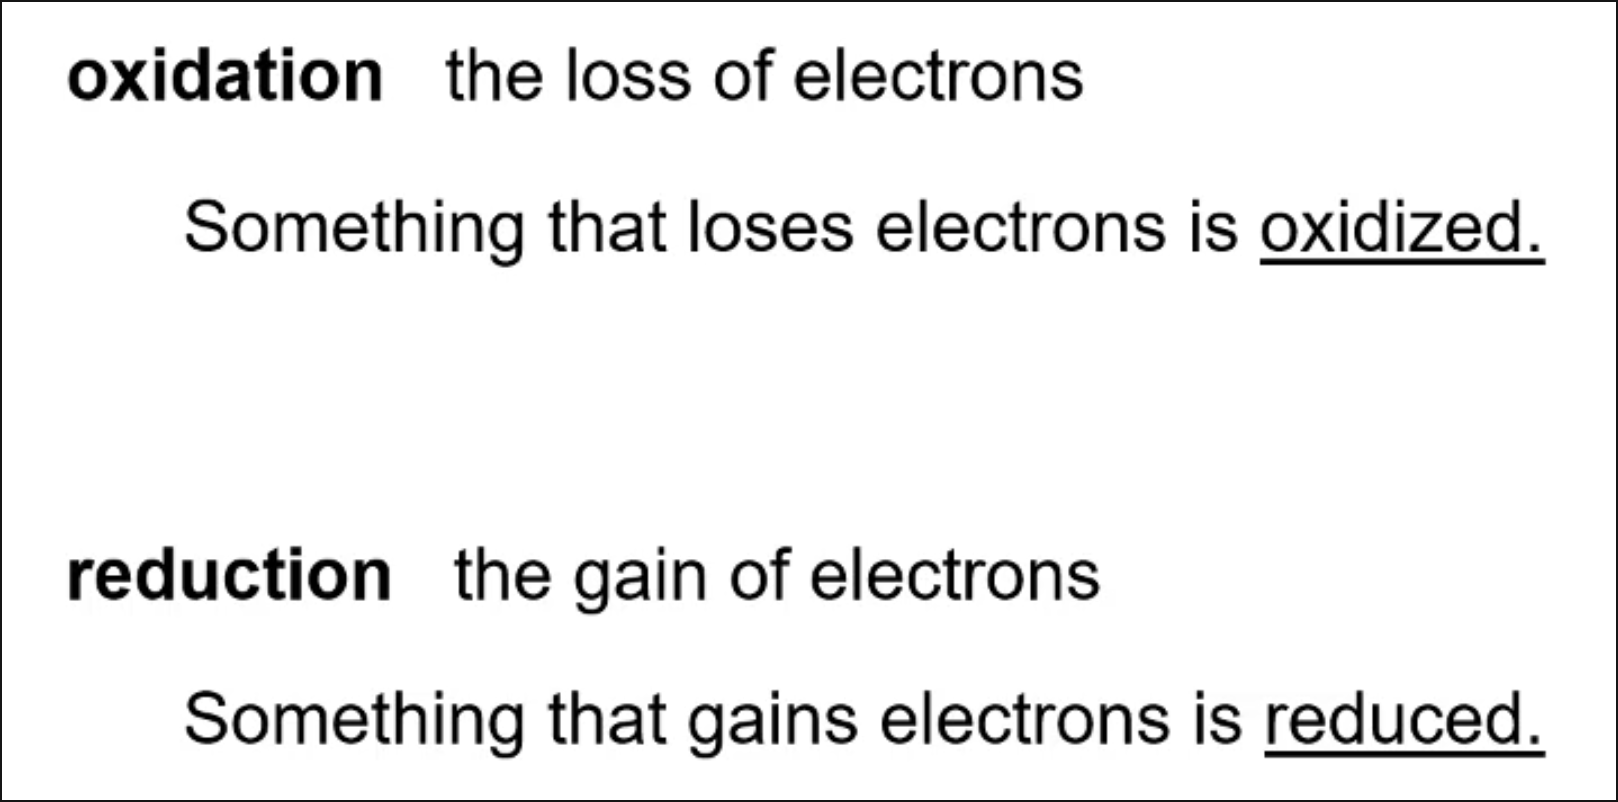 oxidation the loss of electrons
Something that loses electrons is oxidized.
reduction the gain of electrons
Something that gains electrons is reduced.